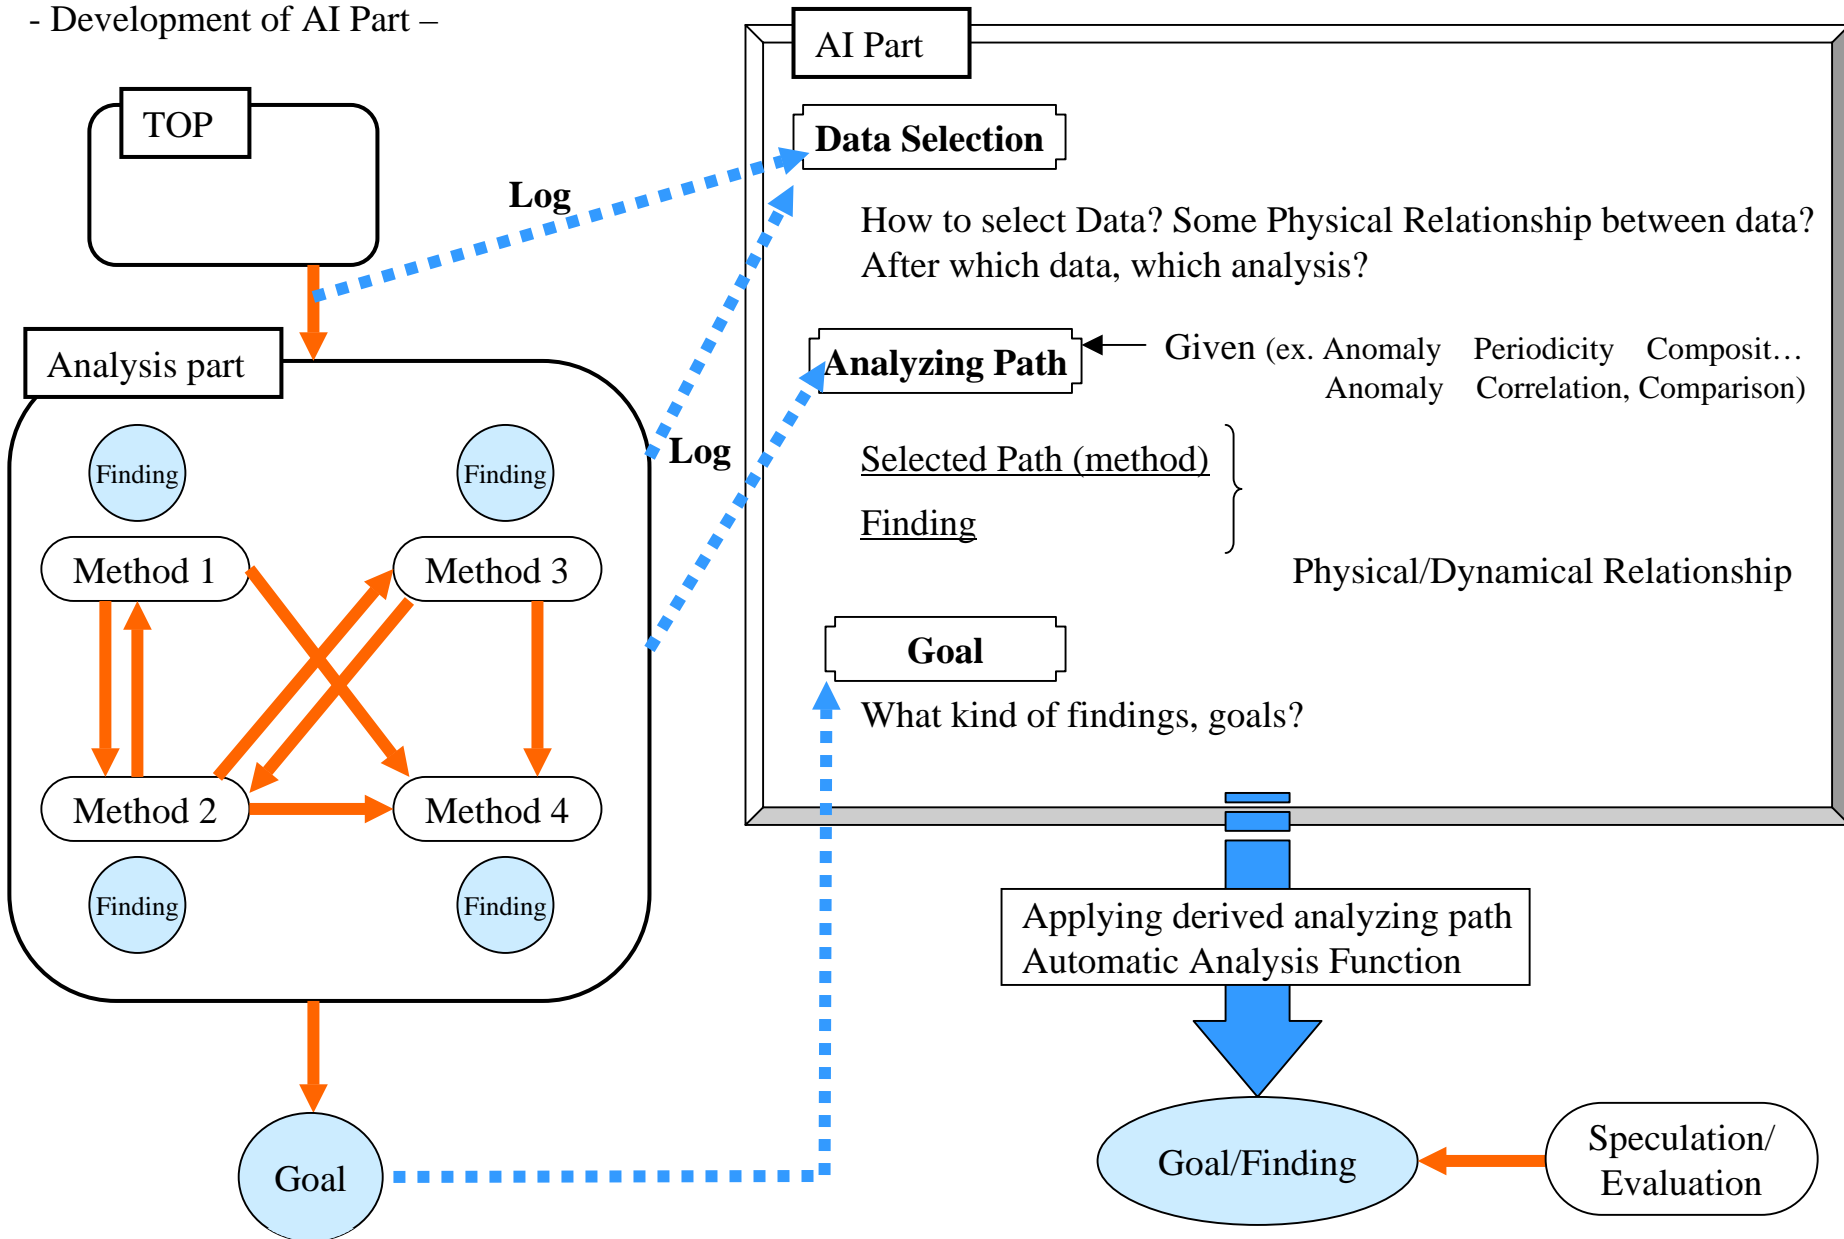 - Development of AI Part –
TOP
Log
Analysis part
Finding
Finding
Method 1
Method 3
Method 2
Method 4
Finding
Finding
Log
Goal
AI Part
Data Selection
How to select Data? Some Physical Relationship between data?
After which data, which analysis?
Analyzing Path
Given (ex. Anomaly Periodicity Composit…
Anomaly Correlation, Comparison)
Selected Path (method)
Finding
Physical/Dynamical Relationship
Goal
What kind of findings, goals?
Applying derived analyzing path
Automatic Analysis Function
Goal/Finding
Speculation/
Evaluation